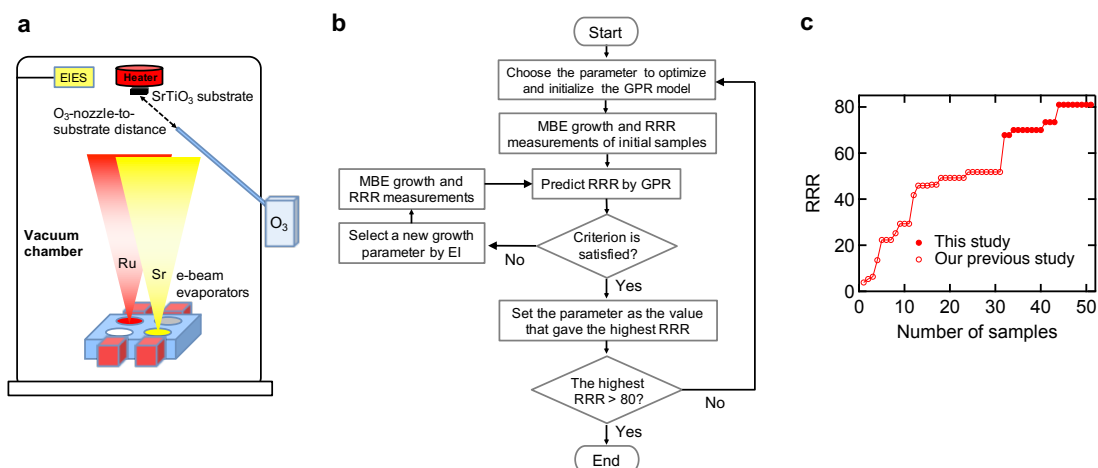 a
EIES
Heater
SrTiO3 substrate
O3-nozzle-to-
substrate distance
O3
Vacuum
chamber
Ru
Sr
e-beam
evaporators
b
Start
Choose the parameter to optimize
and initialize the GPR model
MBE growth and RRR
measurements of initial samples
MBE growth and
RRR measurements
Predict RRR by GPR
Select a new growth
parameter by EI
No
Criterion is
satisfied?
Yes
Set the parameter as the value
that gave the highest RRR
The highest
RRR > 80?
No
Yes
End
c
80
60
40
20
0
RRR
This study
Our previous study
0 10 20 30 40 50
Number of samples